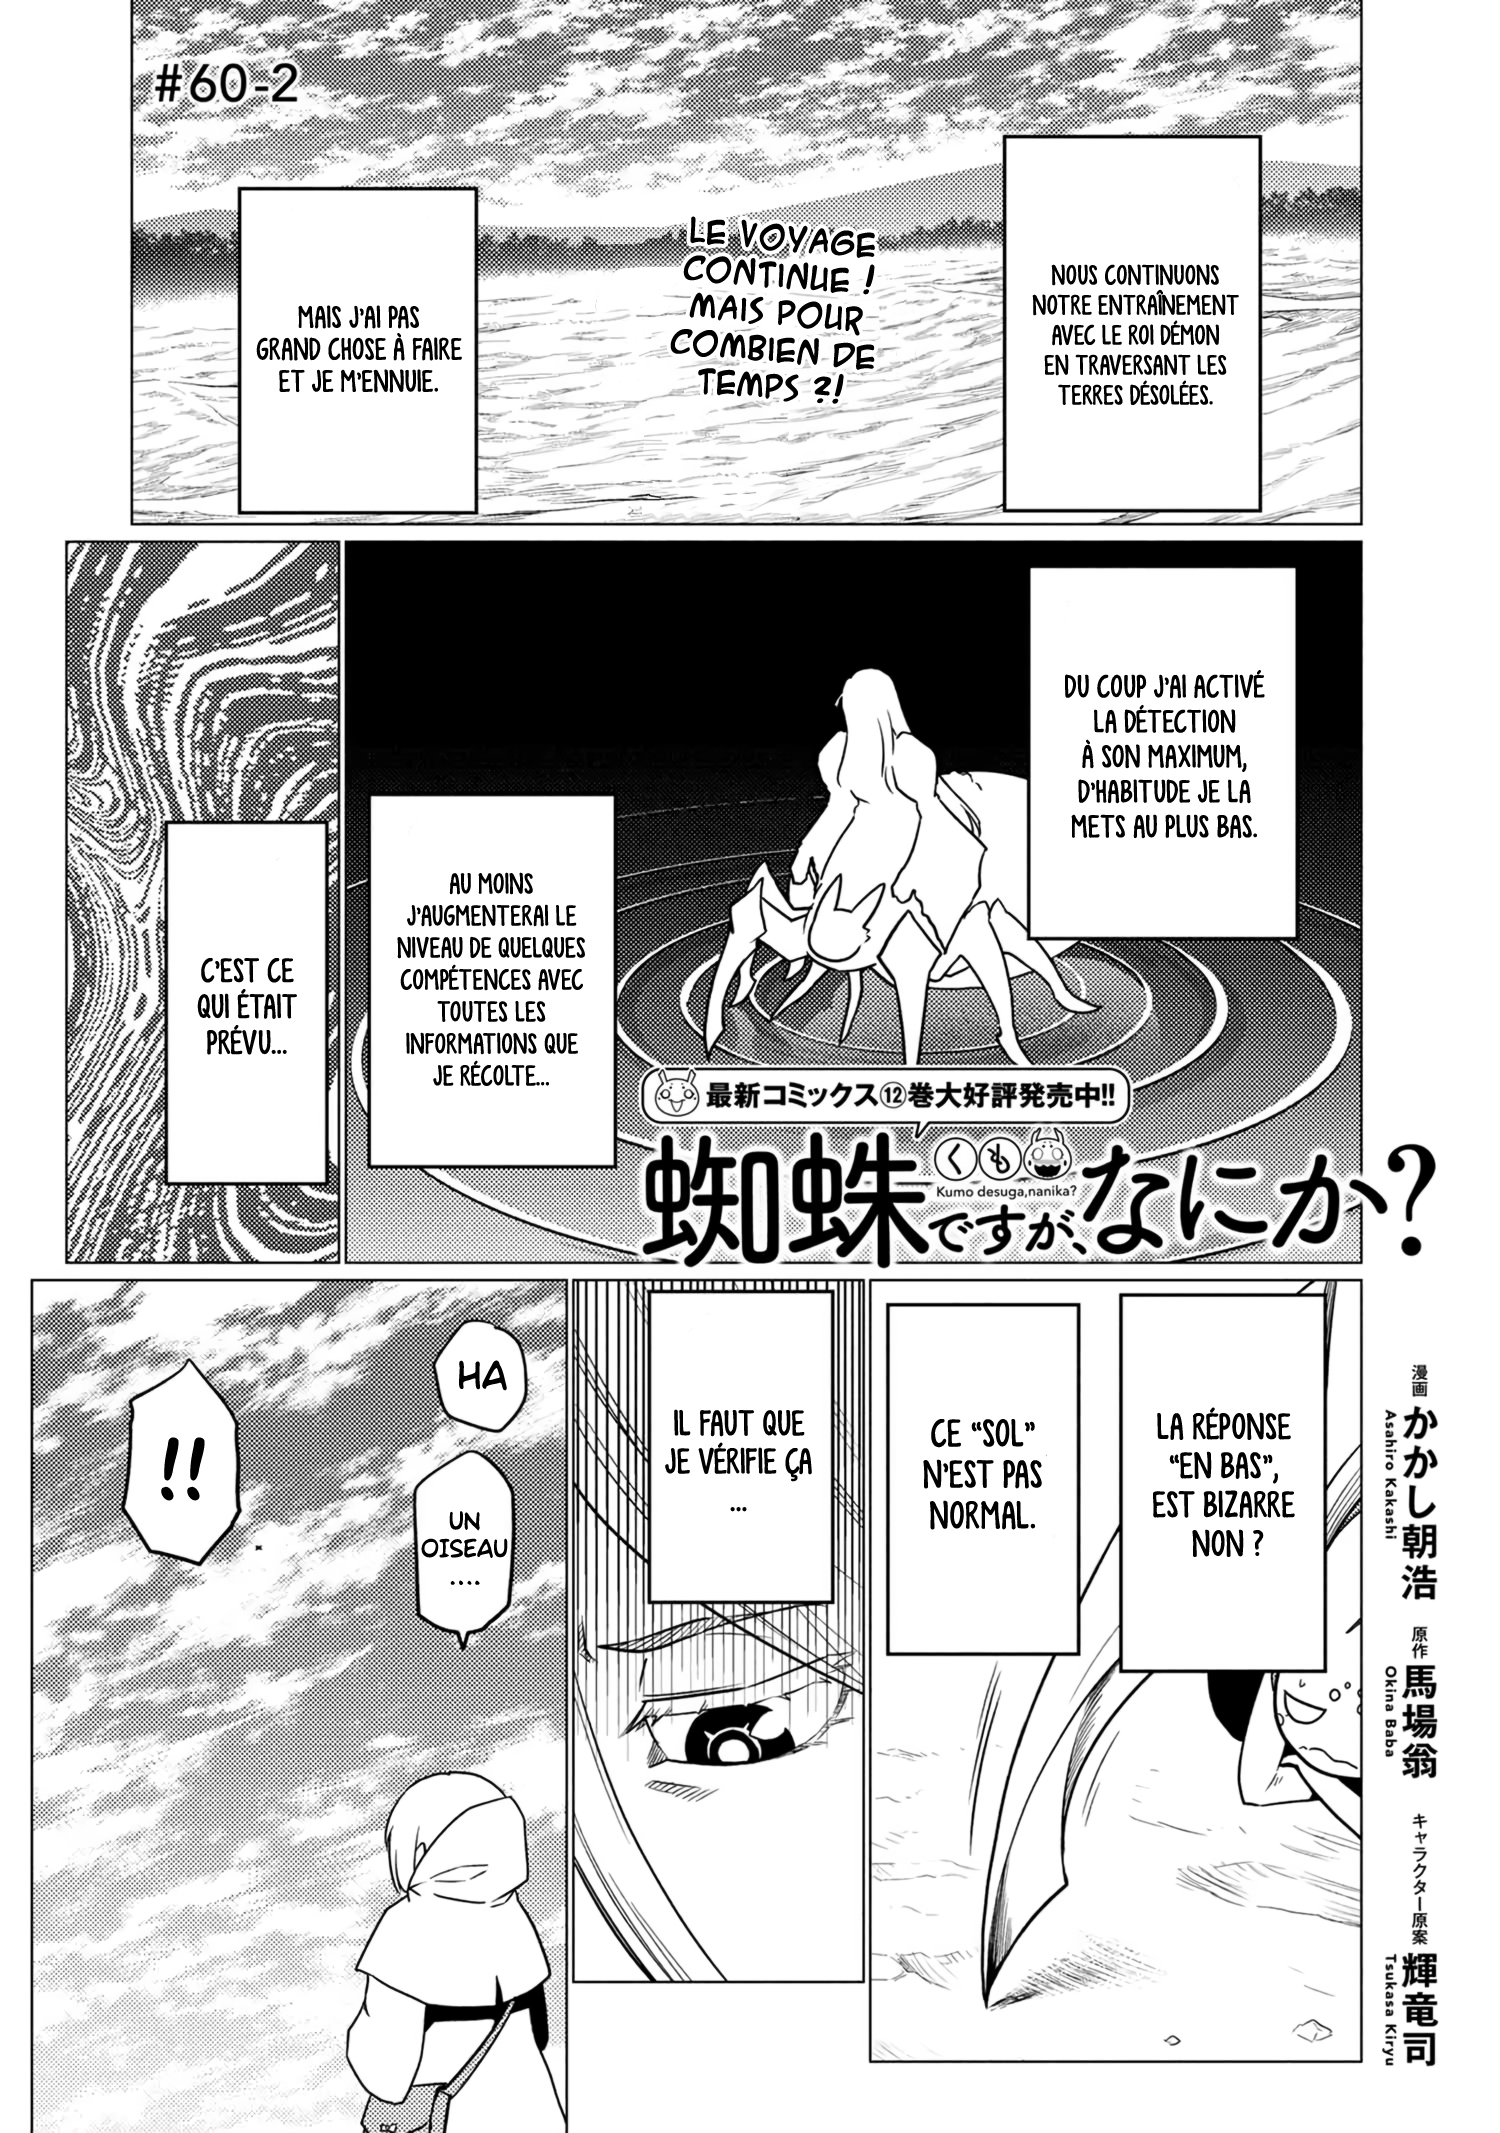 #60-2
NOUS CONTINUONS
NOTRE ENTRAÎNEMENT
AVEC LE ROI DÉMON
EN TRAVERSANT LES
TERRES DÉSOLÉES.
LE VOYAGE
CONTINUE !
MAIS POUR
COMBIEN DE
TEMPS ?!
MAIS J'AI PAS
GRAND CHOSE À FAIRE
ET JE M'ENNUIE.
DU COUP J'AI ACTIVÉ
LA DÉTECTION
À SON MAXIMUM,
D'HABITUDE JE LA
METS AU PLUS BAS.
AU MOINS
J'AUGMENTERAI LE
NIVEAU DE QUELQUES
COMPÉTENCES AVEC
TOUTES LES
INFORMATIONS QUE
JE RÉCOLTE...
C'EST CE
QUI ÉTAIT
PRÉVU...
最新コミックス⑫巻大好評発売中!!
蜘蛛ですが、なにか?
くも
Kumo desuga,nanika?
LA RÉPONSE
“EN BAS”,
EST BIZARRE
NON ?
CE “SOL”
N'EST PAS
NORMAL.
IL FAUT QUE
JE VÉRIFIE ÇA
...
HA
UN
OISEAU
....
!!
漫画 かかし朝浩
Asahiro Kakashi
原作 馬場翁
Okina Baba
キャラクター原案 輝竜司
Tsukasa Kiryu